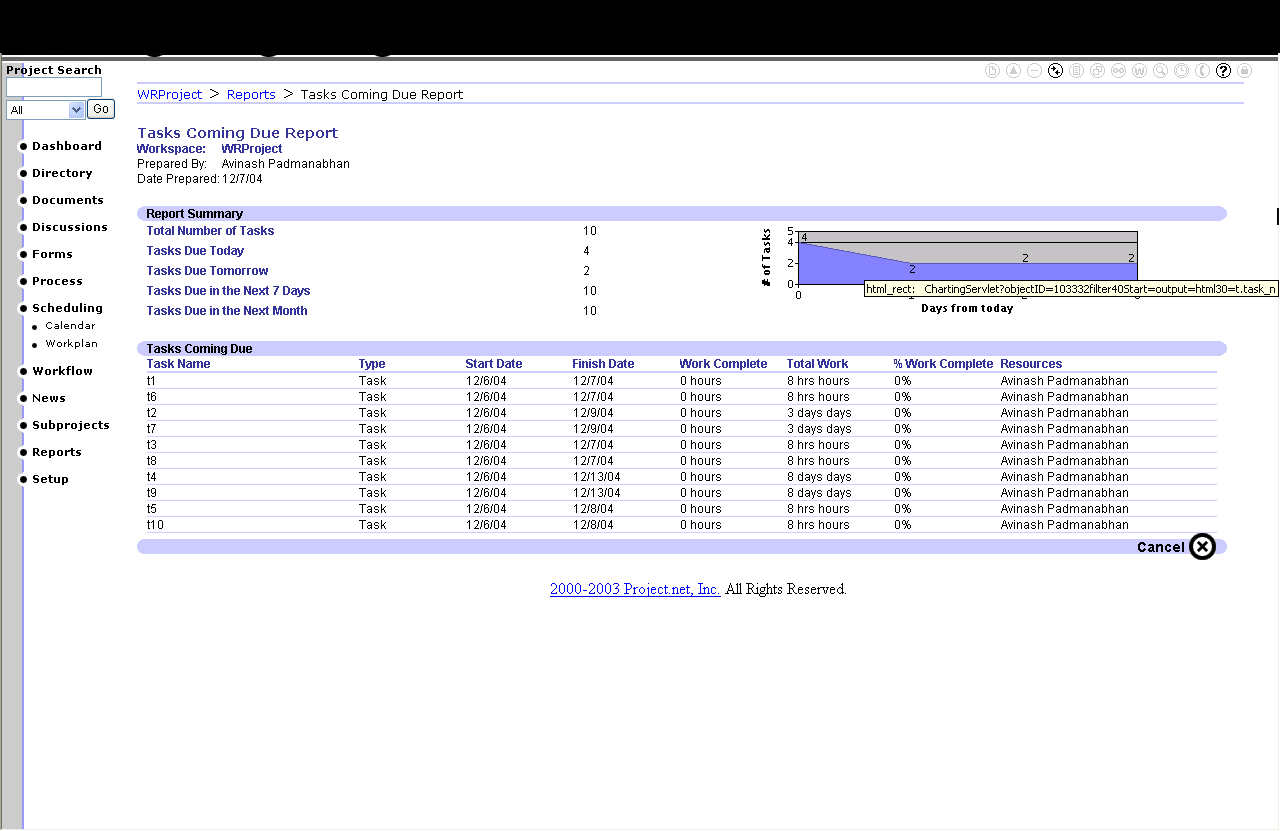 Project Search
All Go
WRProject > Reports > Tasks Coming Due Report
Dashboard
Directory
Documents
Discussions
Forms
Process
Scheduling
Calendar
Workplan
Workflow
News
Subprojects
Reports
Setup
Tasks Coming Due Report
Workspace: WRProject
Prepared By: Avinash Padmanabhan
Date Prepared: 12/7/04
Report Summary
Total Number of Tasks 10
Tasks Due Today 4
Tasks Due Tomorrow 2
Tasks Due in the Next 7 Days 10
Tasks Due in the Next Month 10
# of Tasks
5
4
2
0
4
2
2
2
0
html_rect: ChartingServlet?objectID=103332filter40Start=output=html30=t.task_n
Days from today
Tasks Coming Due
Task Name Type Start Date Finish Date Work Complete Total Work % Work Complete Resources
t1 Task 12/6/04 12/7/04 0 hours 8 hrs hours 0% Avinash Padmanabhan
t6 Task 12/6/04 12/7/04 0 hours 8 hrs hours 0% Avinash Padmanabhan
t2 Task 12/6/04 12/9/04 0 hours 3 days days 0% Avinash Padmanabhan
t7 Task 12/6/04 12/9/04 0 hours 3 days days 0% Avinash Padmanabhan
t3 Task 12/6/04 12/7/04 0 hours 8 hrs hours 0% Avinash Padmanabhan
t8 Task 12/6/04 12/7/04 0 hours 8 hrs hours 0% Avinash Padmanabhan
t4 Task 12/6/04 12/13/04 0 hours 8 days days 0% Avinash Padmanabhan
t9 Task 12/6/04 12/13/04 0 hours 8 days days 0% Avinash Padmanabhan
t5 Task 12/6/04 12/8/04 0 hours 8 hrs hours 0% Avinash Padmanabhan
t10 Task 12/6/04 12/8/04 0 hours 8 hrs hours 0% Avinash Padmanabhan
Cancel
2000-2003 Project.net, Inc. All Rights Reserved.